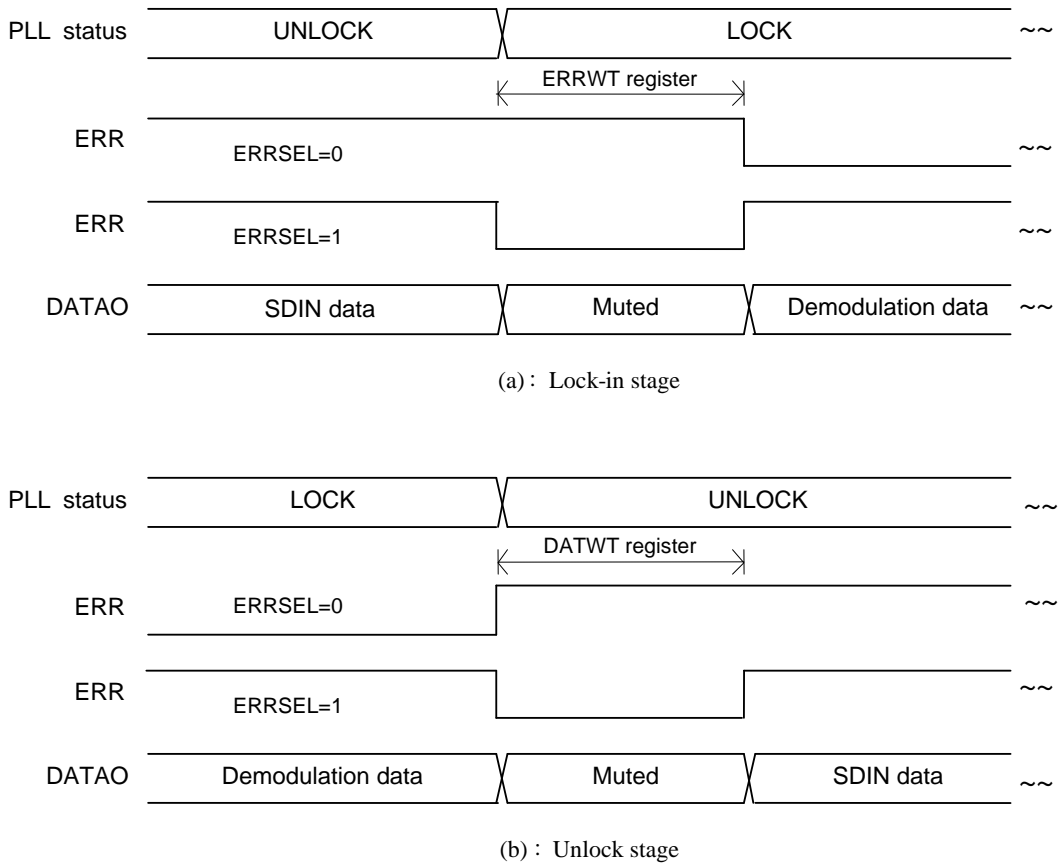 PLL status UNLOCK LOCK ~~
ERRWT register
ERR ERRSEL=0 ~~
ERR ERRSEL=1 ~~
DATAO SDIN data Muted Demodulation data ~~
(a)：Lock-in stage
PLL status LOCK UNLOCK ~~
DATWT register
ERR ERRSEL=0 ~~
ERR ERRSEL=1 ~~
DATAO Demodulation data Muted SDIN data ~~
(b)：Unlock stage